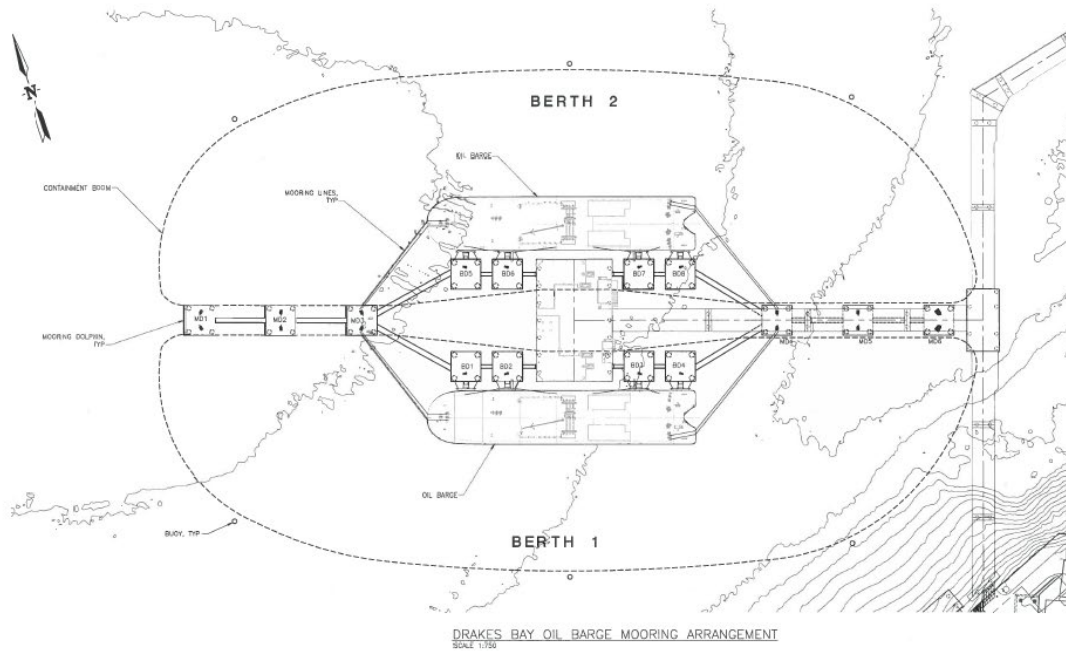 N
BERTH 2
OIL BARGE
CONTAINMENT BOOM
MOORING LINES,
TYP
BD5
BD6
BD7
BD8
MD1
MD2
MD3
MD4
MD5
MD6
MOORING DOLPHIN,
TYP
BD1
BD2
BD3
BD4
OIL BARGE
BUOY, TYP
BERTH 1
DRAKES BAY OIL BARGE MOORING ARRANGEMENT
SCALE 1:750